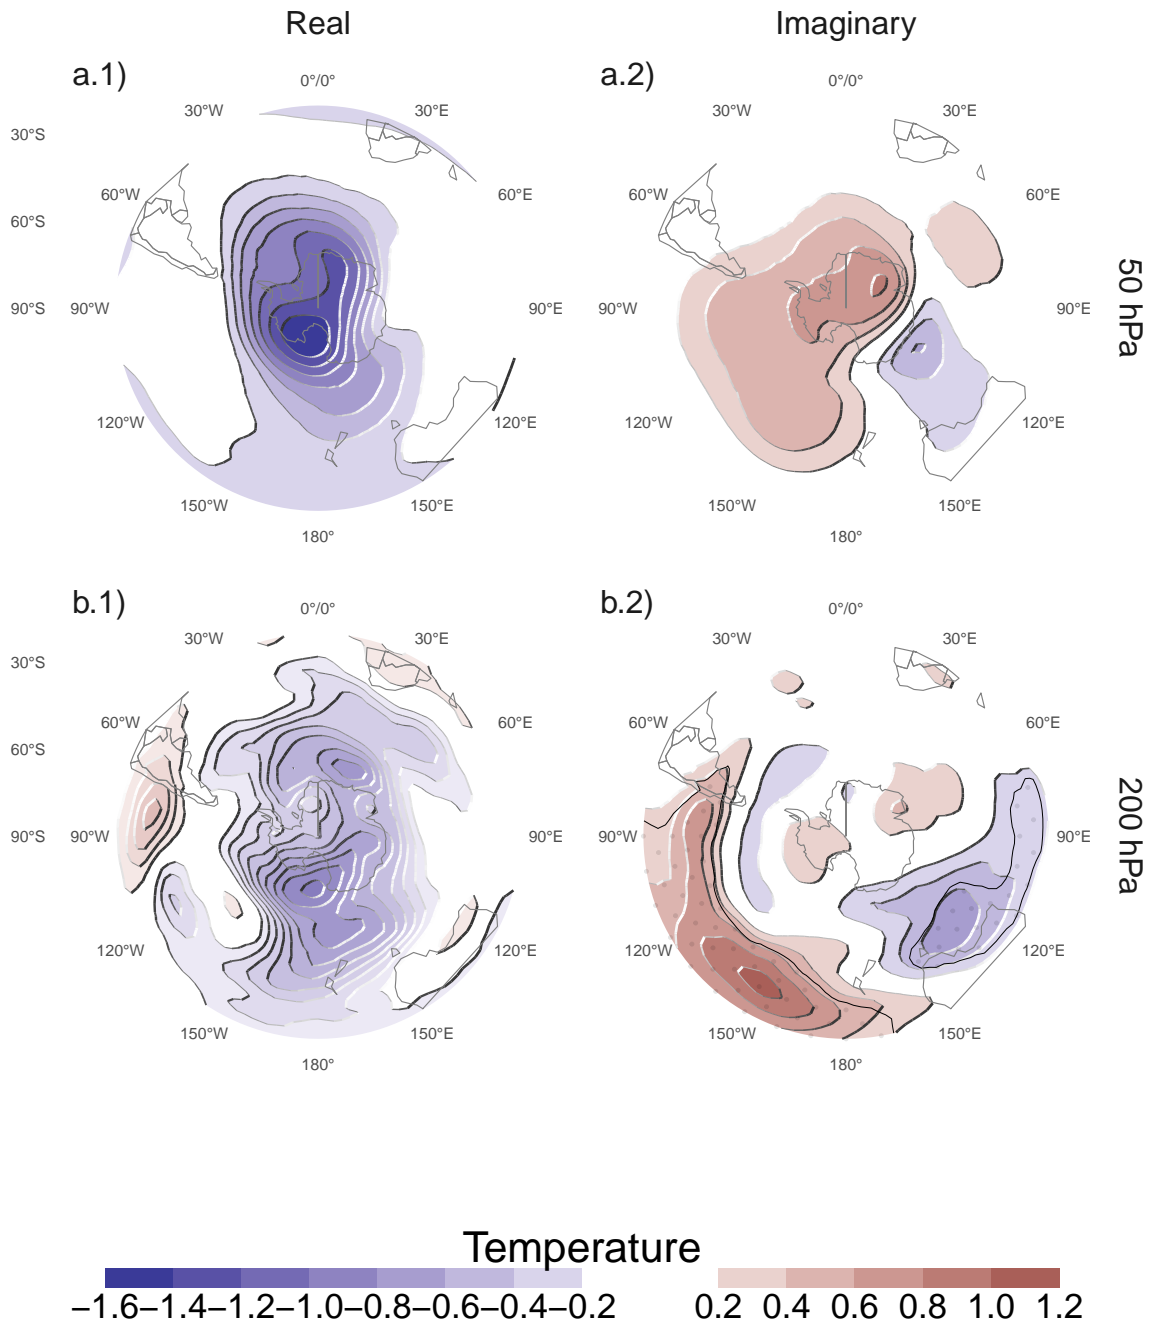 Real Imaginary
a.1) a.2)
0°/0° 0°/0°
30°W 30°E 30°W 30°E
30°S
60°W 60°E 60°W 60°E
60°S
50 hPa
90°S 90°W 90°E 90°W 90°E
120°W 120°E 120°W 120°E
150°W 150°E 150°W 150°E
180° 180°
b.1) b.2)
0°/0° 0°/0°
30°W 30°E 30°W 30°E
30°S
60°W 60°E 60°W 60°E
60°S
200 hPa
90°S 90°W 90°E 90°W 90°E
120°W 120°E 120°W 120°E
150°W 150°E 150°W 150°E
180° 180°
Temperature
−1.6 −1.4 −1.2 −1.0 −0.8 −0.6 −0.4 −0.2 0.2 0.4 0.6 0.8 1.0 1.2